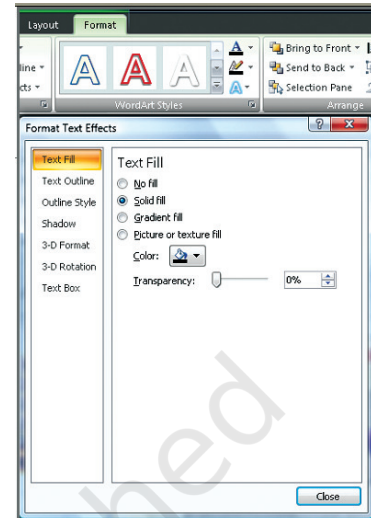 Layout Format
line
cts
A A A A
Bring to Front
Send to Back
Selection Pane
WordArt Styles Arrange
Format Text Effects
Text Fill
Text Outline
Outline Style
Shadow
3-D Format
3-D Rotation
Text Box
Text Fill
No fill
Solid fill
Gradient fill
Picture or texture fill
Color:
Transparency: 0%
Close
hed